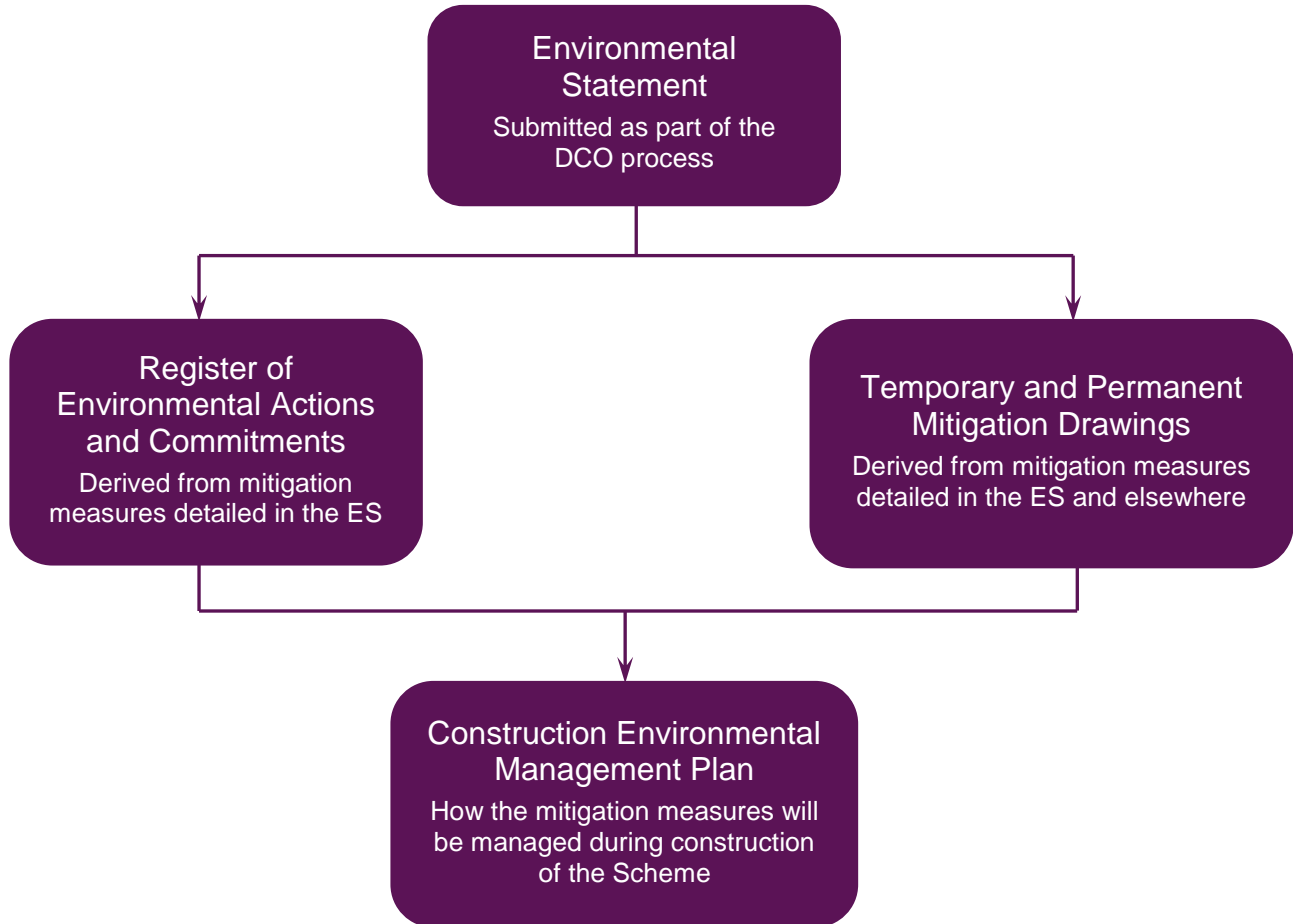 Environmental
Statement
Submitted as part of the
DCO process
Register of
Environmental Actions
and Commitments
Derived from mitigation
measures detailed in the ES
Temporary and Permanent
Mitigation Drawings
Derived from mitigation measures
detailed in the ES and elsewhere
Construction Environmental
Management Plan
How the mitigation measures will
be managed during construction
of the Scheme